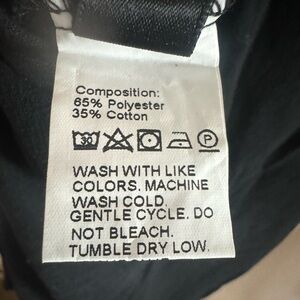 Composition:
65% Polyester
35% Cotton
WASH WITH LIKE
COLORS. MACHINE
WASH COLD.
GENTLE CYCLE. DO
NOT BLEACH.
TUMBLE DRY LOW.